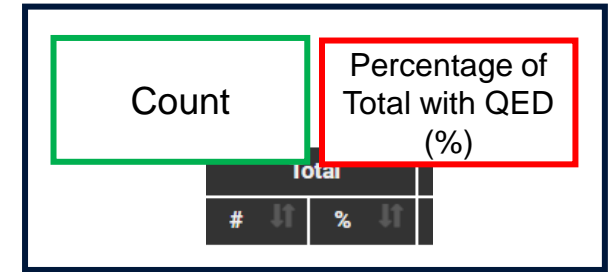 Count
Percentage of
Total with QED
(%)
Total
# %